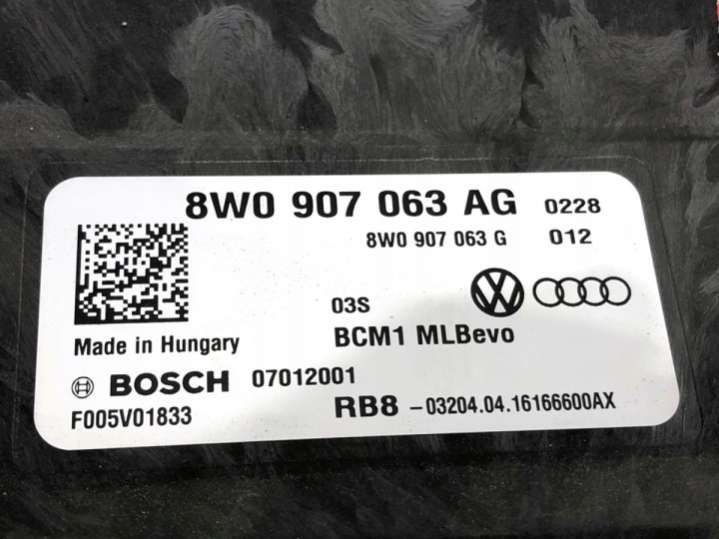 8W0 907 063 AG 0228
8W0 907 063 G 012
03S
Made in Hungary
BCM1 MLBevo
BOSCH 07012001
F005V01833
RB8 -03204.04.16166600AX